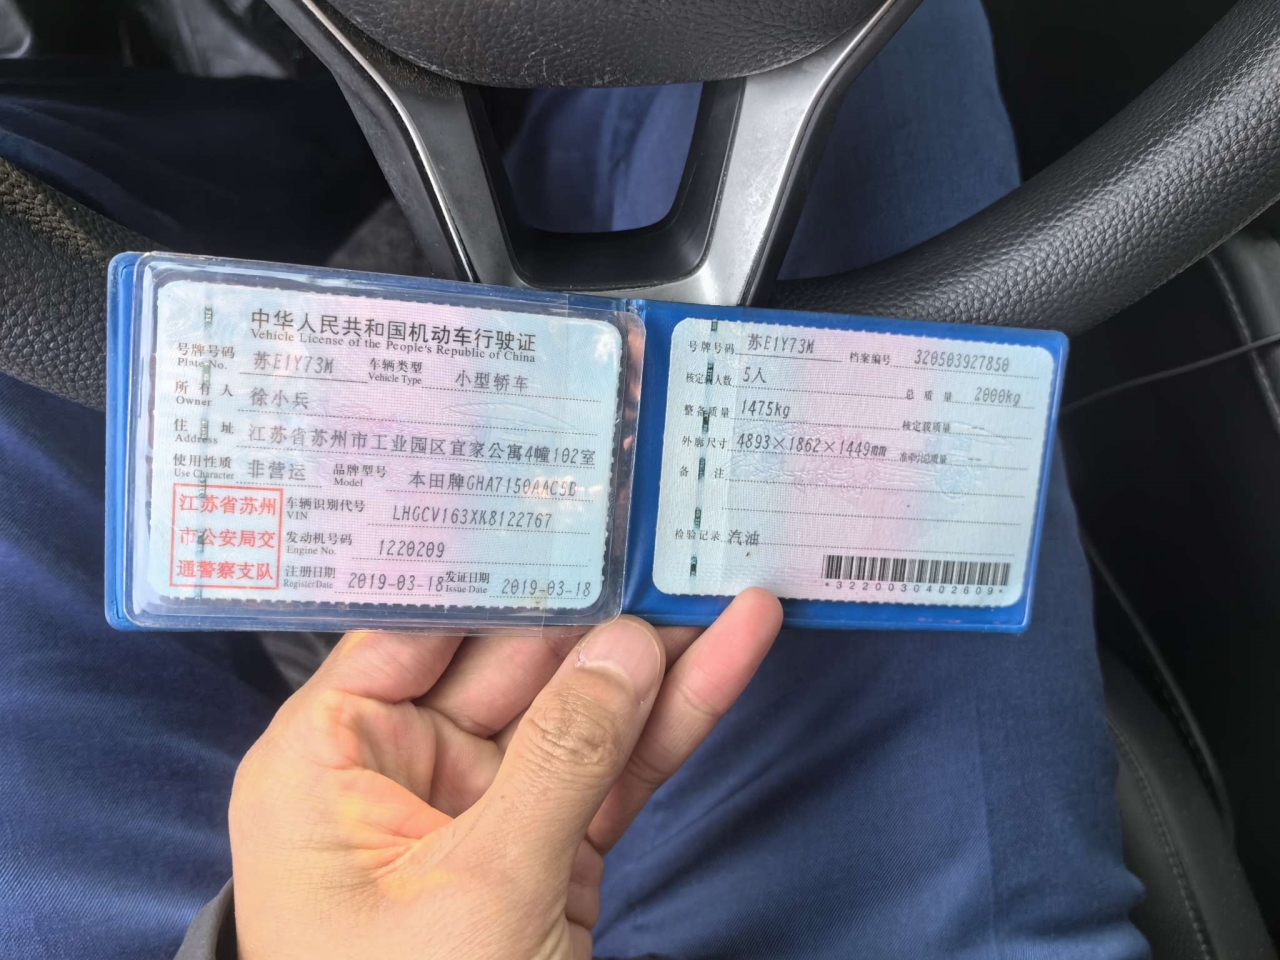 中华人民共和国机动车行驶证
Vehicle License of the People's Republic of China
号牌号码 苏E1Y73M 车辆类型 小型轿车
Plate No. Vehicle Type
所有人 徐小兵
Owner
住址 江苏省苏州市工业园区宜家公寓4幢102室
Address
使用性质 非营运 品牌型号 本田牌GHA7150AAC5B
Use Character Model
江苏省苏州
市公安局交
通警察支队
车辆识别代号 LHGCV163XK8122767
VIN
发动机号码 1220209
Engine No.
注册日期 2019-03-18 发证日期 2019-03-18
Register Date Issue Date
号牌号码 苏E1Y73M 档案编号 320503927850
核定载人数 5人 总质量 2000kg
整备质量 1475kg 核定载质量
外廓尺寸 4893×1862×1449mm 准牵引总质量 --
备注
检验记录 汽油
*3220030402609*